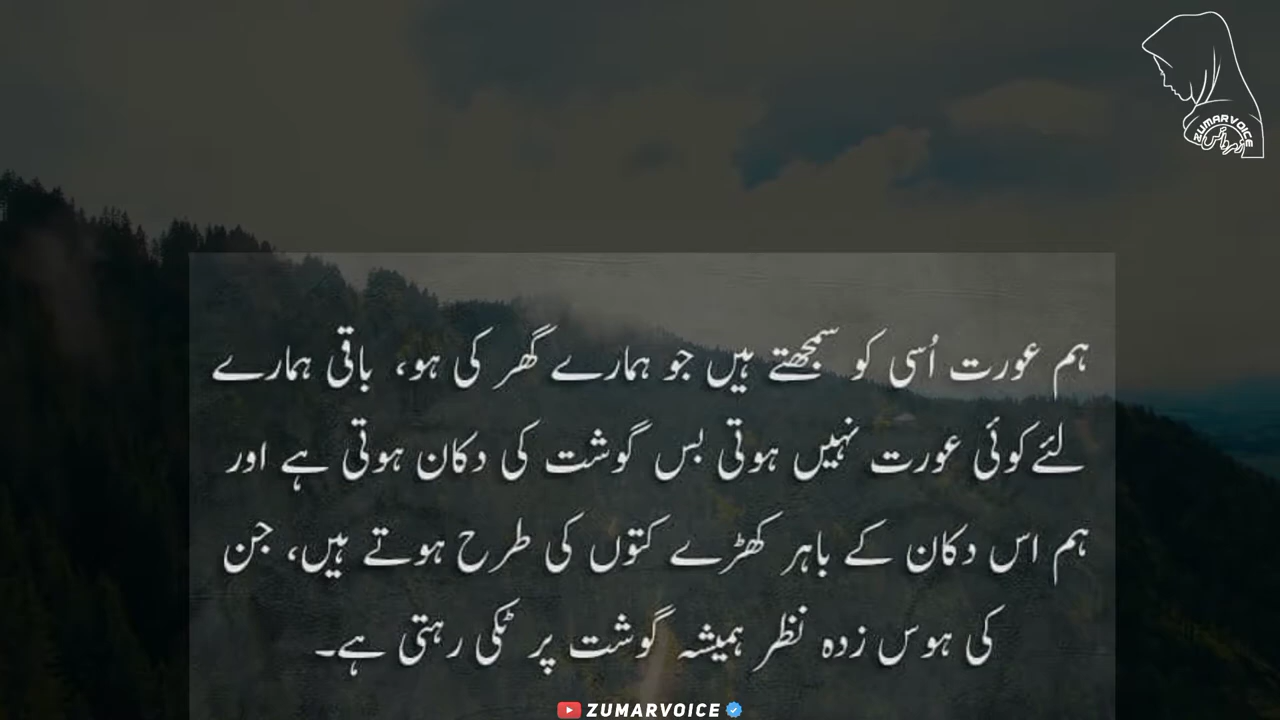 ZUMARVOICE
ہم عورت اُسی کو سمجھتے ہیں جو ہمارے گھر کی ہو، باقی ہمارے
لئے کوئی عورت نہیں ہوتی بس گوشت کی دکان ہوتی ہے اور
ہم اس دکان کے باہر کھڑے کتوں کی طرح ہوتے ہیں، جن
کی ہوس زدہ نظر ہمیشہ گوشت پر ٹکی رہتی ہے۔
ZUMARVOICE